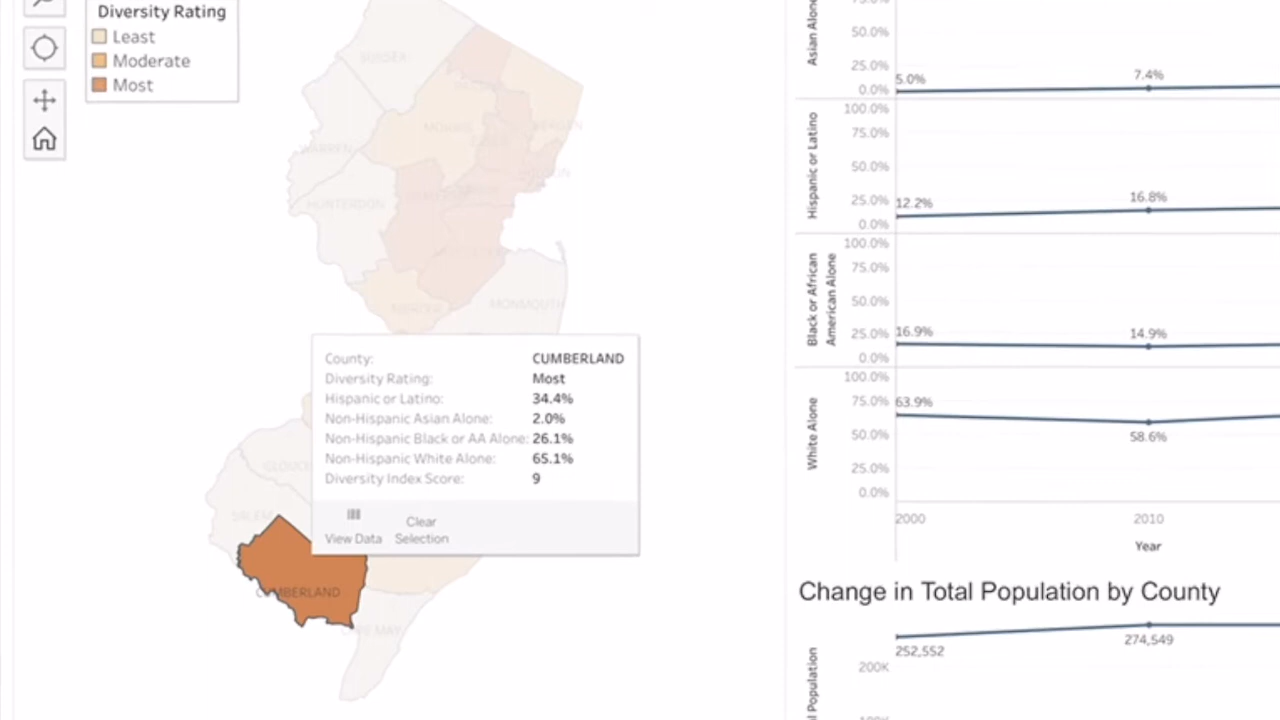 Diversity Rating
Least
Moderate
Most
SUSSEX
WARREN
HUNTERDON
MONMOUTH
County: CUMBERLAND
Diversity Rating: Most
Hispanic or Latino: 34.4%
Non-Hispanic Asian Alone: 2.0%
Non-Hispanic Black or AA Alone: 26.1%
Non-Hispanic White Alone: 65.1%
Diversity Index Score: 9
View Data
Clear
Selection
SALEM
CUMBERLAND
CAPE MAY
Asian Alone
75.0%
50.0%
25.0%
0.0%
5.0%
7.4%
Hispanic or Latino
100.0%
75.0%
50.0%
25.0%
0.0%
12.2%
16.8%
Black or African
American Alone
100.0%
75.0%
50.0%
25.0%
0.0%
16.9%
14.9%
White Alone
100.0%
75.0%
50.0%
25.0%
0.0%
63.9%
58.6%
2000
2010
Year
Change in Total Population by County
252,552
274,549
200K
Population